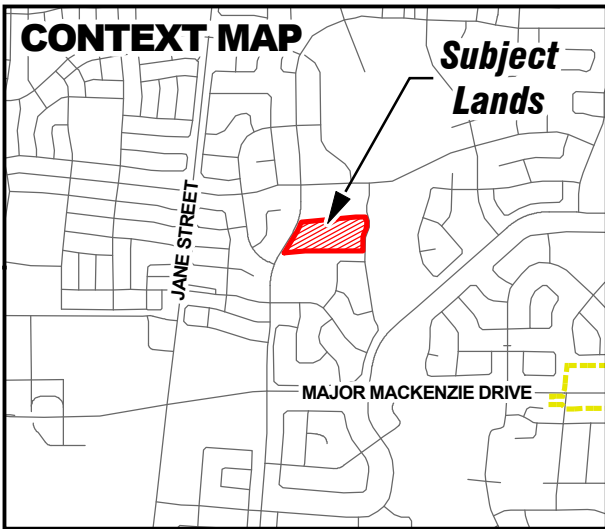 CONTEXT MAP
Subject
Lands
JANE STREET
MAJOR MACKENZIE DRIVE